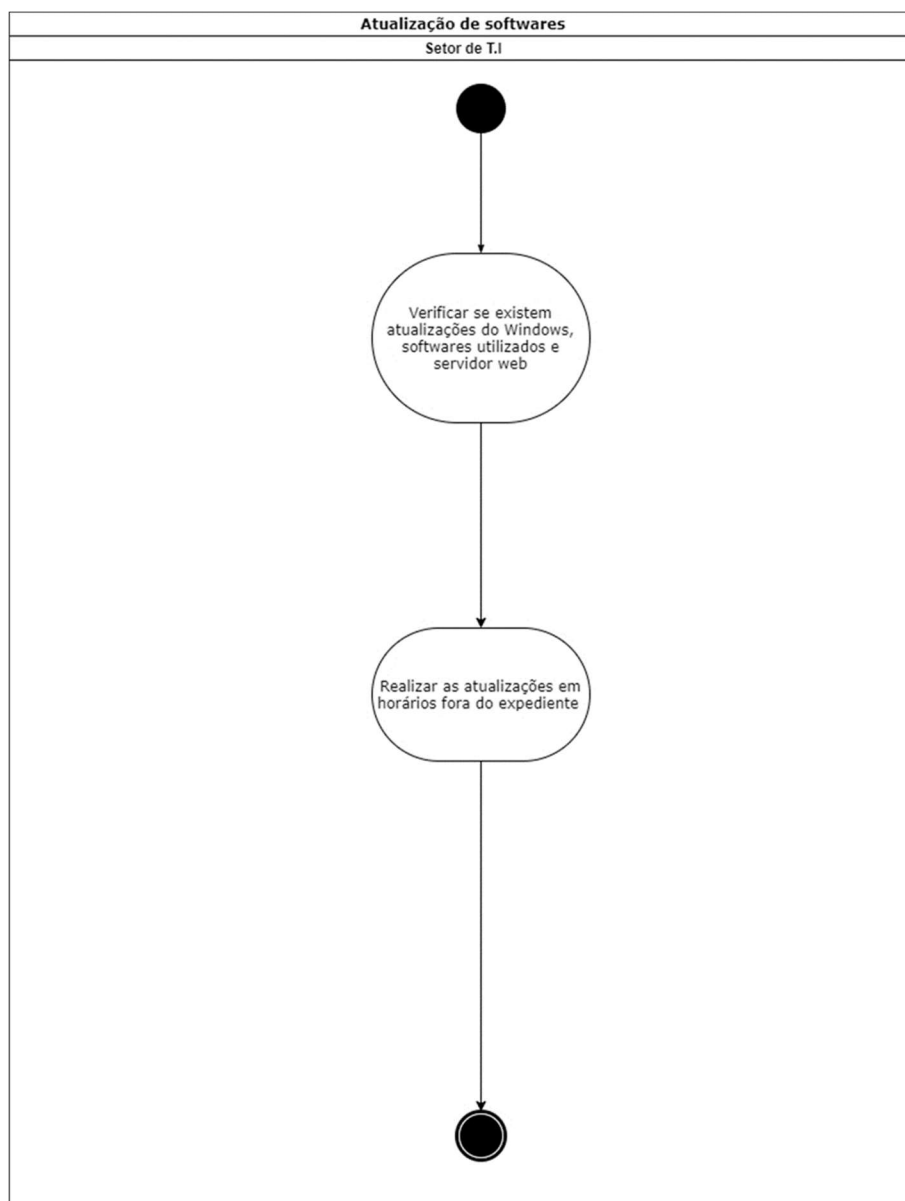 Atualização de softwares
Setor de T.I
Verificar se existem
atualizações do Windows,
softwares utilizados e
servidor web
Realizar as atualizações em
horários fora do expediente